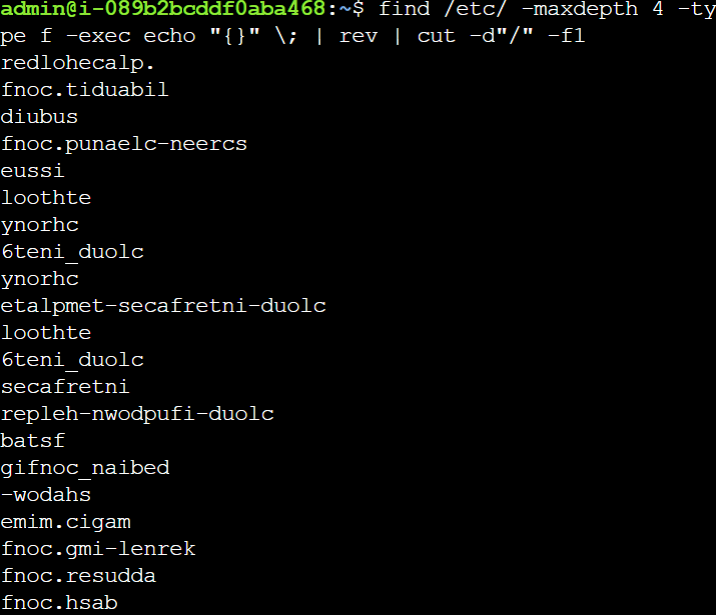 admin@i-089b2bcddf0aba468:~$ find /etc/ -maxdepth 4 -ty
pe f -exec echo "{}" \; | rev | cut -d"/" -f1
redlohecalp.
fnoc.tiduabil
diubus
fnoc.punaelc-neercs
eussi
loothte
ynorhc
6teni_duolc
ynorhc
etalpmet-secafretni-duolc
loothte
6teni_duolc
secafretni
repleh-nwodpufi-duolc
batsf
gifnoc_naibed
-wodahs
emim.cigam
fnoc.gmi-lenrek
fnoc.resudda
fnoc.hsab